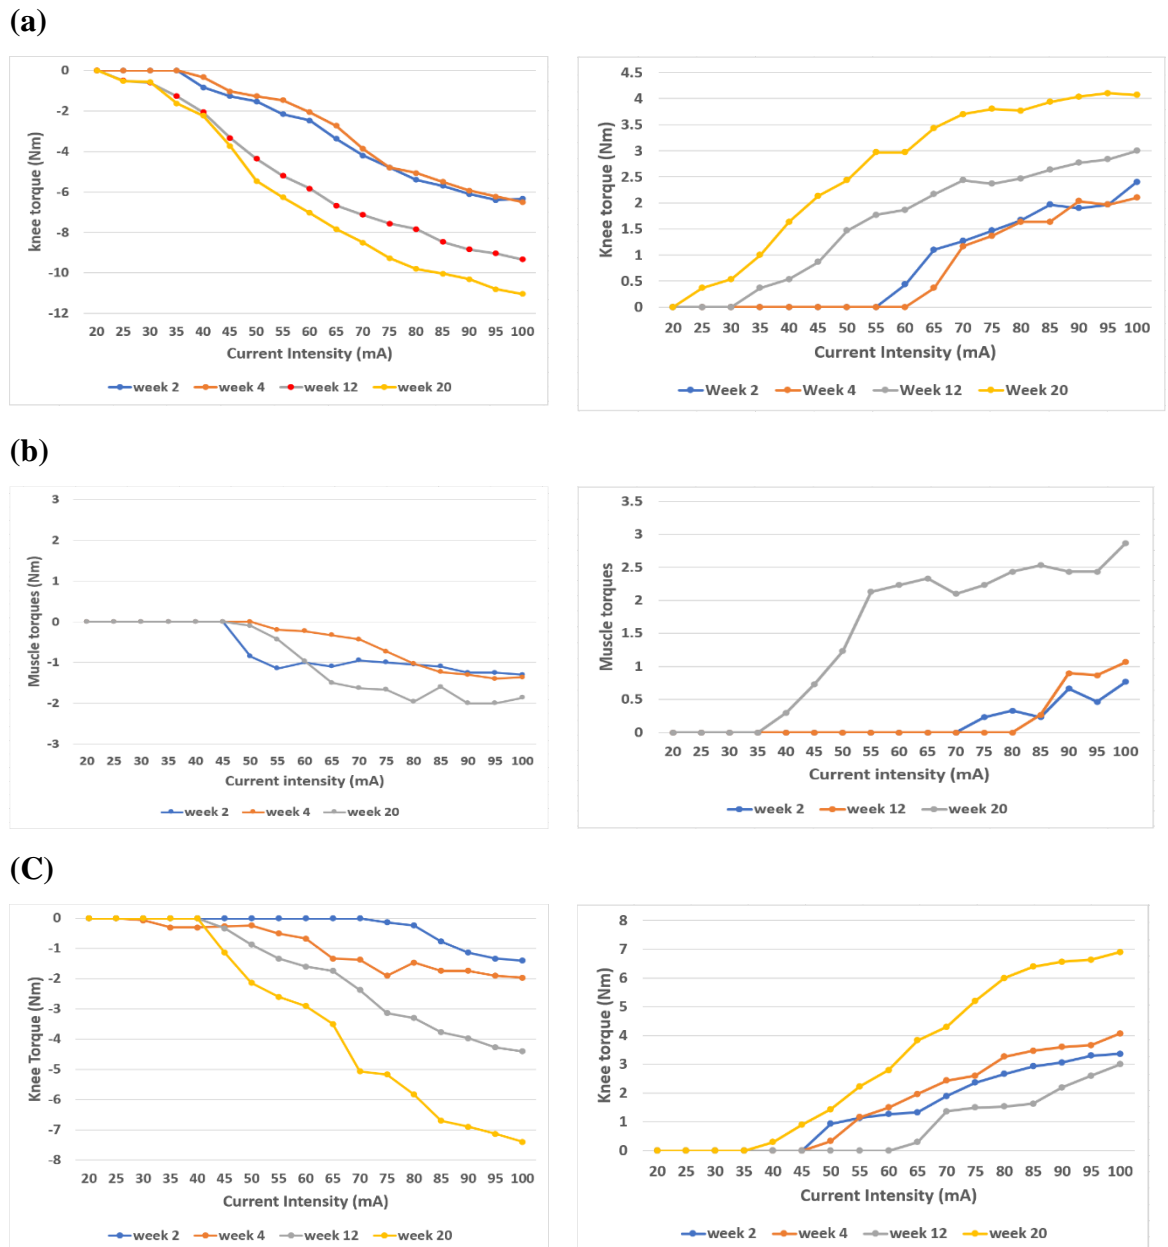 (a)
0
-2
-4
-6
-8
-10
-12
knee torque (Nm)
20 25 30 35 40 45 50 55 60 65 70 75 80 85 90 95 100
Current Intensity (mA)
week 2 week 4 week 12 week 20
4.5
4
3.5
3
2.5
2
1.5
1
0.5
0
Knee torque (Nm)
20 25 30 35 40 45 50 55 60 65 70 75 80 85 90 95 100
Current Intensity (mA)
Week 2 Week 4 Week 12 Week 20
(b)
3
2
1
0
-1
-2
-3
Muscle torques (Nm)
20 25 30 35 40 45 50 55 60 65 70 75 80 85 90 95 100
Current intensity (mA)
week 2 week 4 week 20
3.5
3
2.5
2
1.5
1
0.5
0
Muscle torques
20 25 30 35 40 45 50 55 60 65 70 75 80 85 90 95 100
Current intensity (mA)
week 2 week 12 week 20
(C)
0
-1
-2
-3
-4
-5
-6
-7
-8
Knee Torque (Nm)
20 25 30 35 40 45 50 55 60 65 70 75 80 85 90 95 100
Current Intensity (mA)
week 2 week 4 week 12 week 20
8
7
6
5
4
3
2
1
0
Knee torque (Nm)
20 25 30 35 40 45 50 55 60 65 70 75 80 85 90 95 100
Current Intensity (mA)
week 2 week 4 week 12 week 20